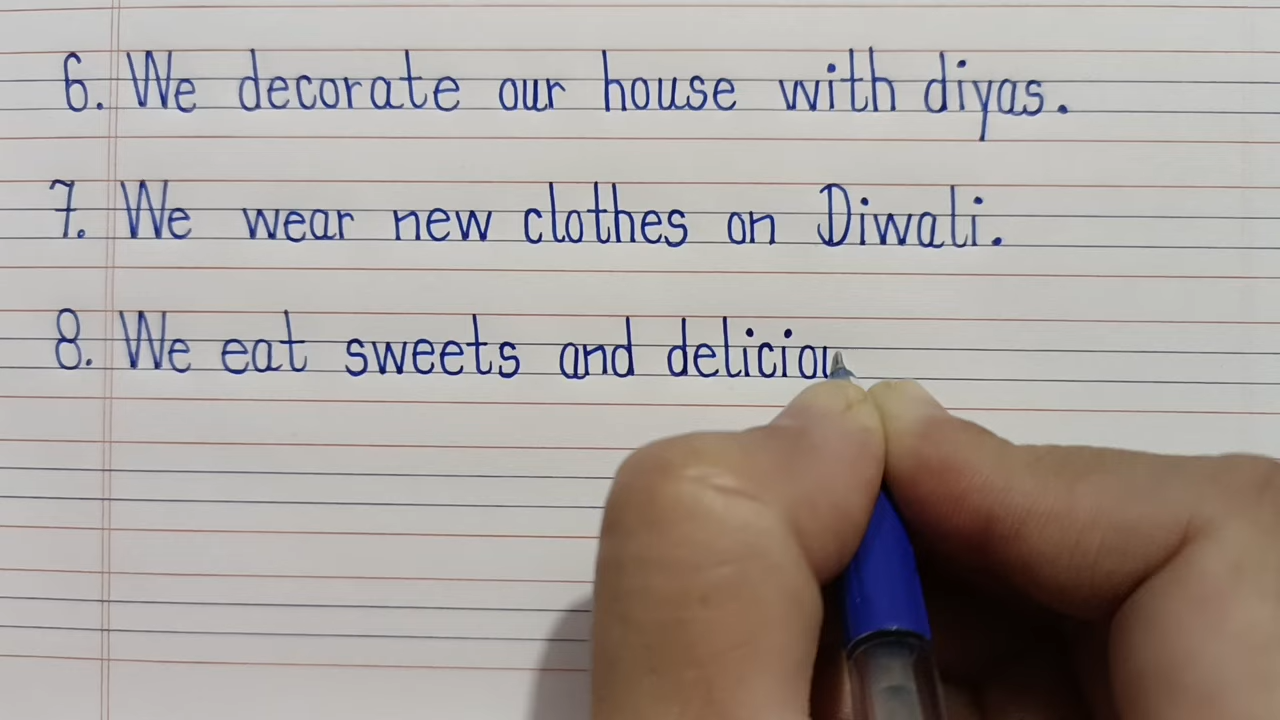 6. We decorate our house with diyas.
7. We wear new clothes on Diwali.
8. We eat sweets and deliciou